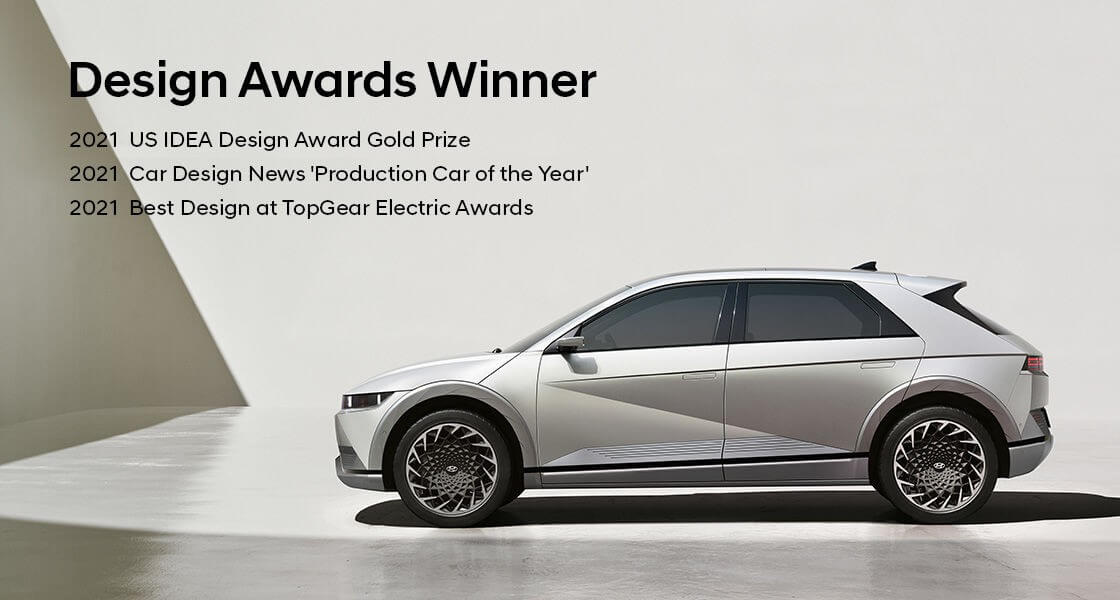 Design Awards Winner
2021 US IDEA Design Award Gold Prize
2021 Car Design News 'Production Car of the Year'
2021 Best Design at TopGear Electric Awards